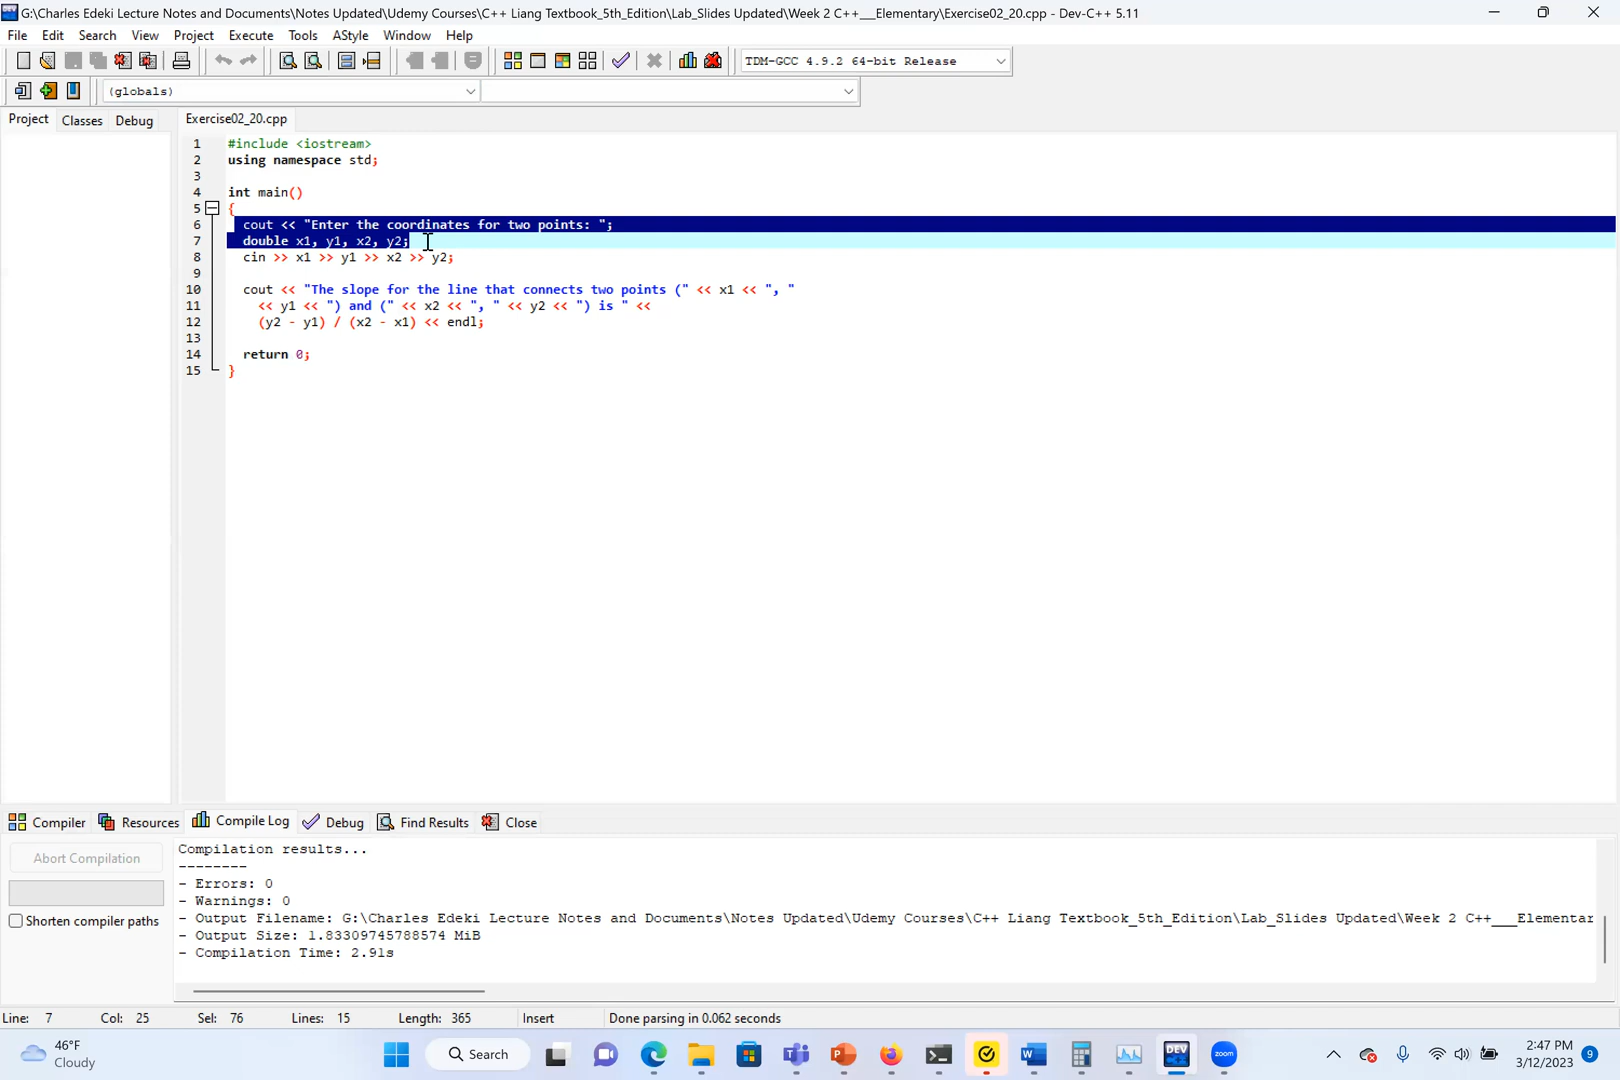 G:\Charles Edeki Lecture Notes and Documents\Notes Updated\Udemy Courses\C++ Liang Textbook_5th_Edition\Lab_Slides Updated\Week 2 C++___Elementary\Exercise02_20.cpp - Dev-C++ 5.11
File Edit Search View Project Execute Tools AStyle Window Help
TDM-GCC 4.9.2 64-bit Release
(globals)
Project Classes Debug Exercise02_20.cpp
1 #include <iostream>
2 using namespace std;
3
4 int main()
5 {
6 cout << "Enter the coordinates for two points: ";
7 double x1, y1, x2, y2;
8 cin >> x1 >> y1 >> x2 >> y2;
9
10 cout << "The slope for the line that connects two points (" << x1 << ", "
11 << y1 << ") and (" << x2 << ", " << y2 << ") is " <<
12 (y2 - y1) / (x2 - x1) << endl;
13
14 return 0;
15 }
Compiler Resources Compile Log Debug Find Results Close
Abort Compilation
Shorten compiler paths
Compilation results...
--------
- Errors: 0
- Warnings: 0
- Output Filename: G:\Charles Edeki Lecture Notes and Documents\Notes Updated\Udemy Courses\C++ Liang Textbook_5th_Edition\Lab_Slides Updated\Week 2 C++___Elementar
- Output Size: 1.83309745788574 MiB
- Compilation Time: 2.91s
Line: 7 Col: 25 Sel: 76 Lines: 15 Length: 365 Insert Done parsing in 0.062 seconds
46°F
Cloudy
Search
DEV
zoom
2:47 PM
3/12/2023
9